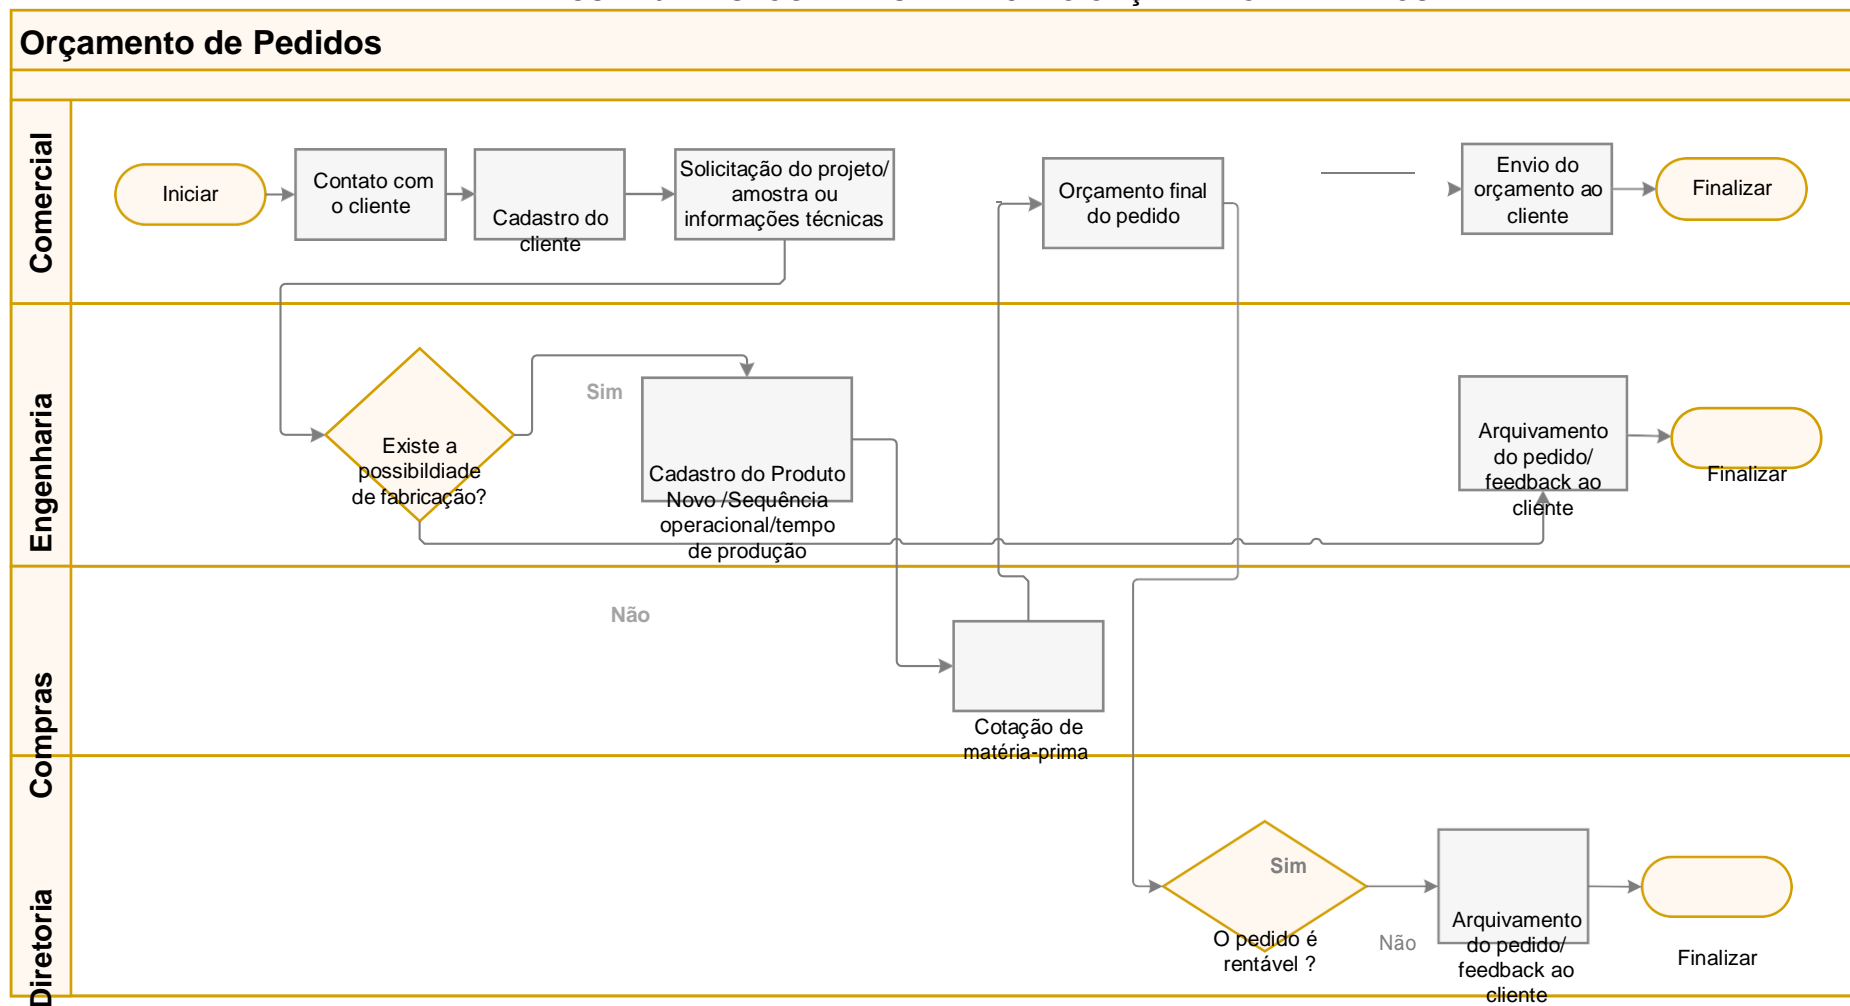 Orçamento de Pedidos
Comercial
Iniciar
Contato com
o cliente
Cadastro do
cliente
Solicitação do projeto/
amostra ou
informações técnicas
Orçamento final
do pedido
Envio do
orçamento ao
cliente
Finalizar
Engenharia
Existe a
possibildiade
de fabricação?
Sim
Cadastro do Produto
Novo /Sequência
operacional/tempo
de produção
Arquivamento
do pedido/
feedback ao
cliente
Finalizar
Compras
Não
Cotação de
matéria-prima
Diretoria
Sim
O pedido é
rentável ?
Não
Arquivamento
do pedido/
feedback ao
cliente
Finalizar